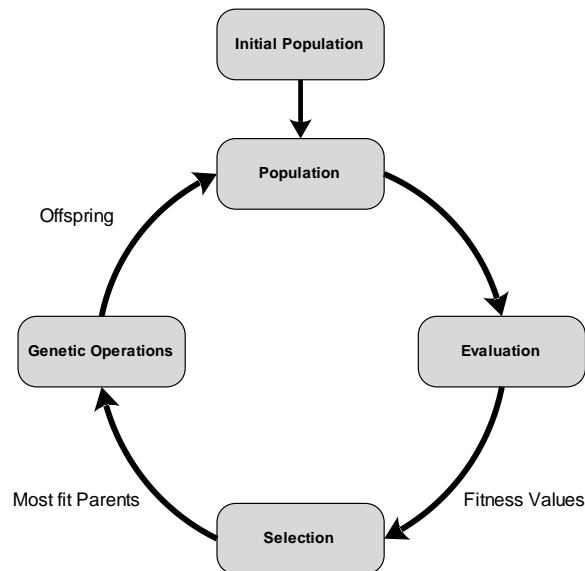 Initial Population
Population
Offspring
Genetic Operations
Evaluation
Most fit Parents
Fitness Values
Selection